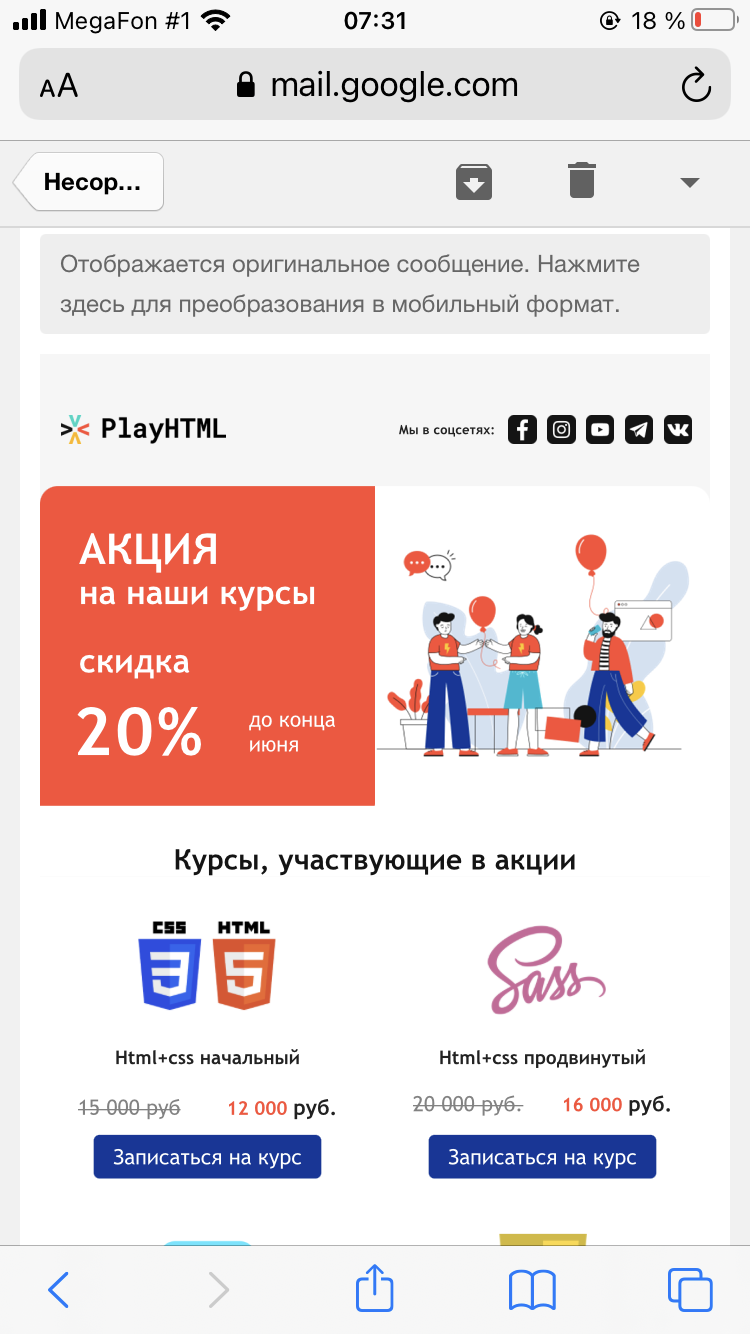 MegaFon #1
07:31
18 %
AA
mail.google.com
Несор...
Отображается оригинальное сообщение. Нажмите
здесь для преобразования в мобильный формат.
PlayHTML
Мы в соцсетях:
АКЦИЯ
на наши курсы
скидка
20%
до конца
июня
Курсы, участвующие в акции
CSS HTML
3 5
Sass
Html+css начальный
Html+css продвинутый
15 000 руб 12 000 руб.
20 000 руб. 16 000 руб.
Записаться на курс
Записаться на курс